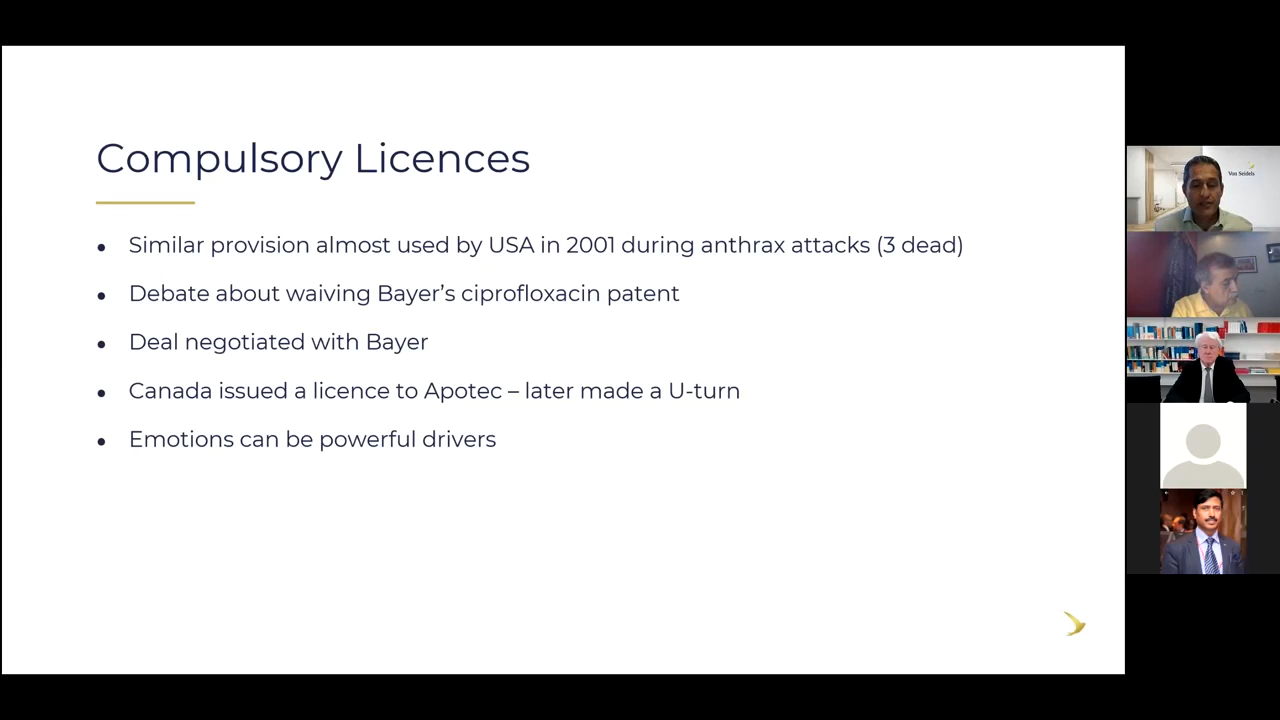 Compulsory Licences
• Similar provision almost used by USA in 2001 during anthrax attacks (3 dead)
• Debate about waiving Bayer’s ciprofloxacin patent
• Deal negotiated with Bayer
• Canada issued a licence to Apotec – later made a U-turn
• Emotions can be powerful drivers
Von Seidels